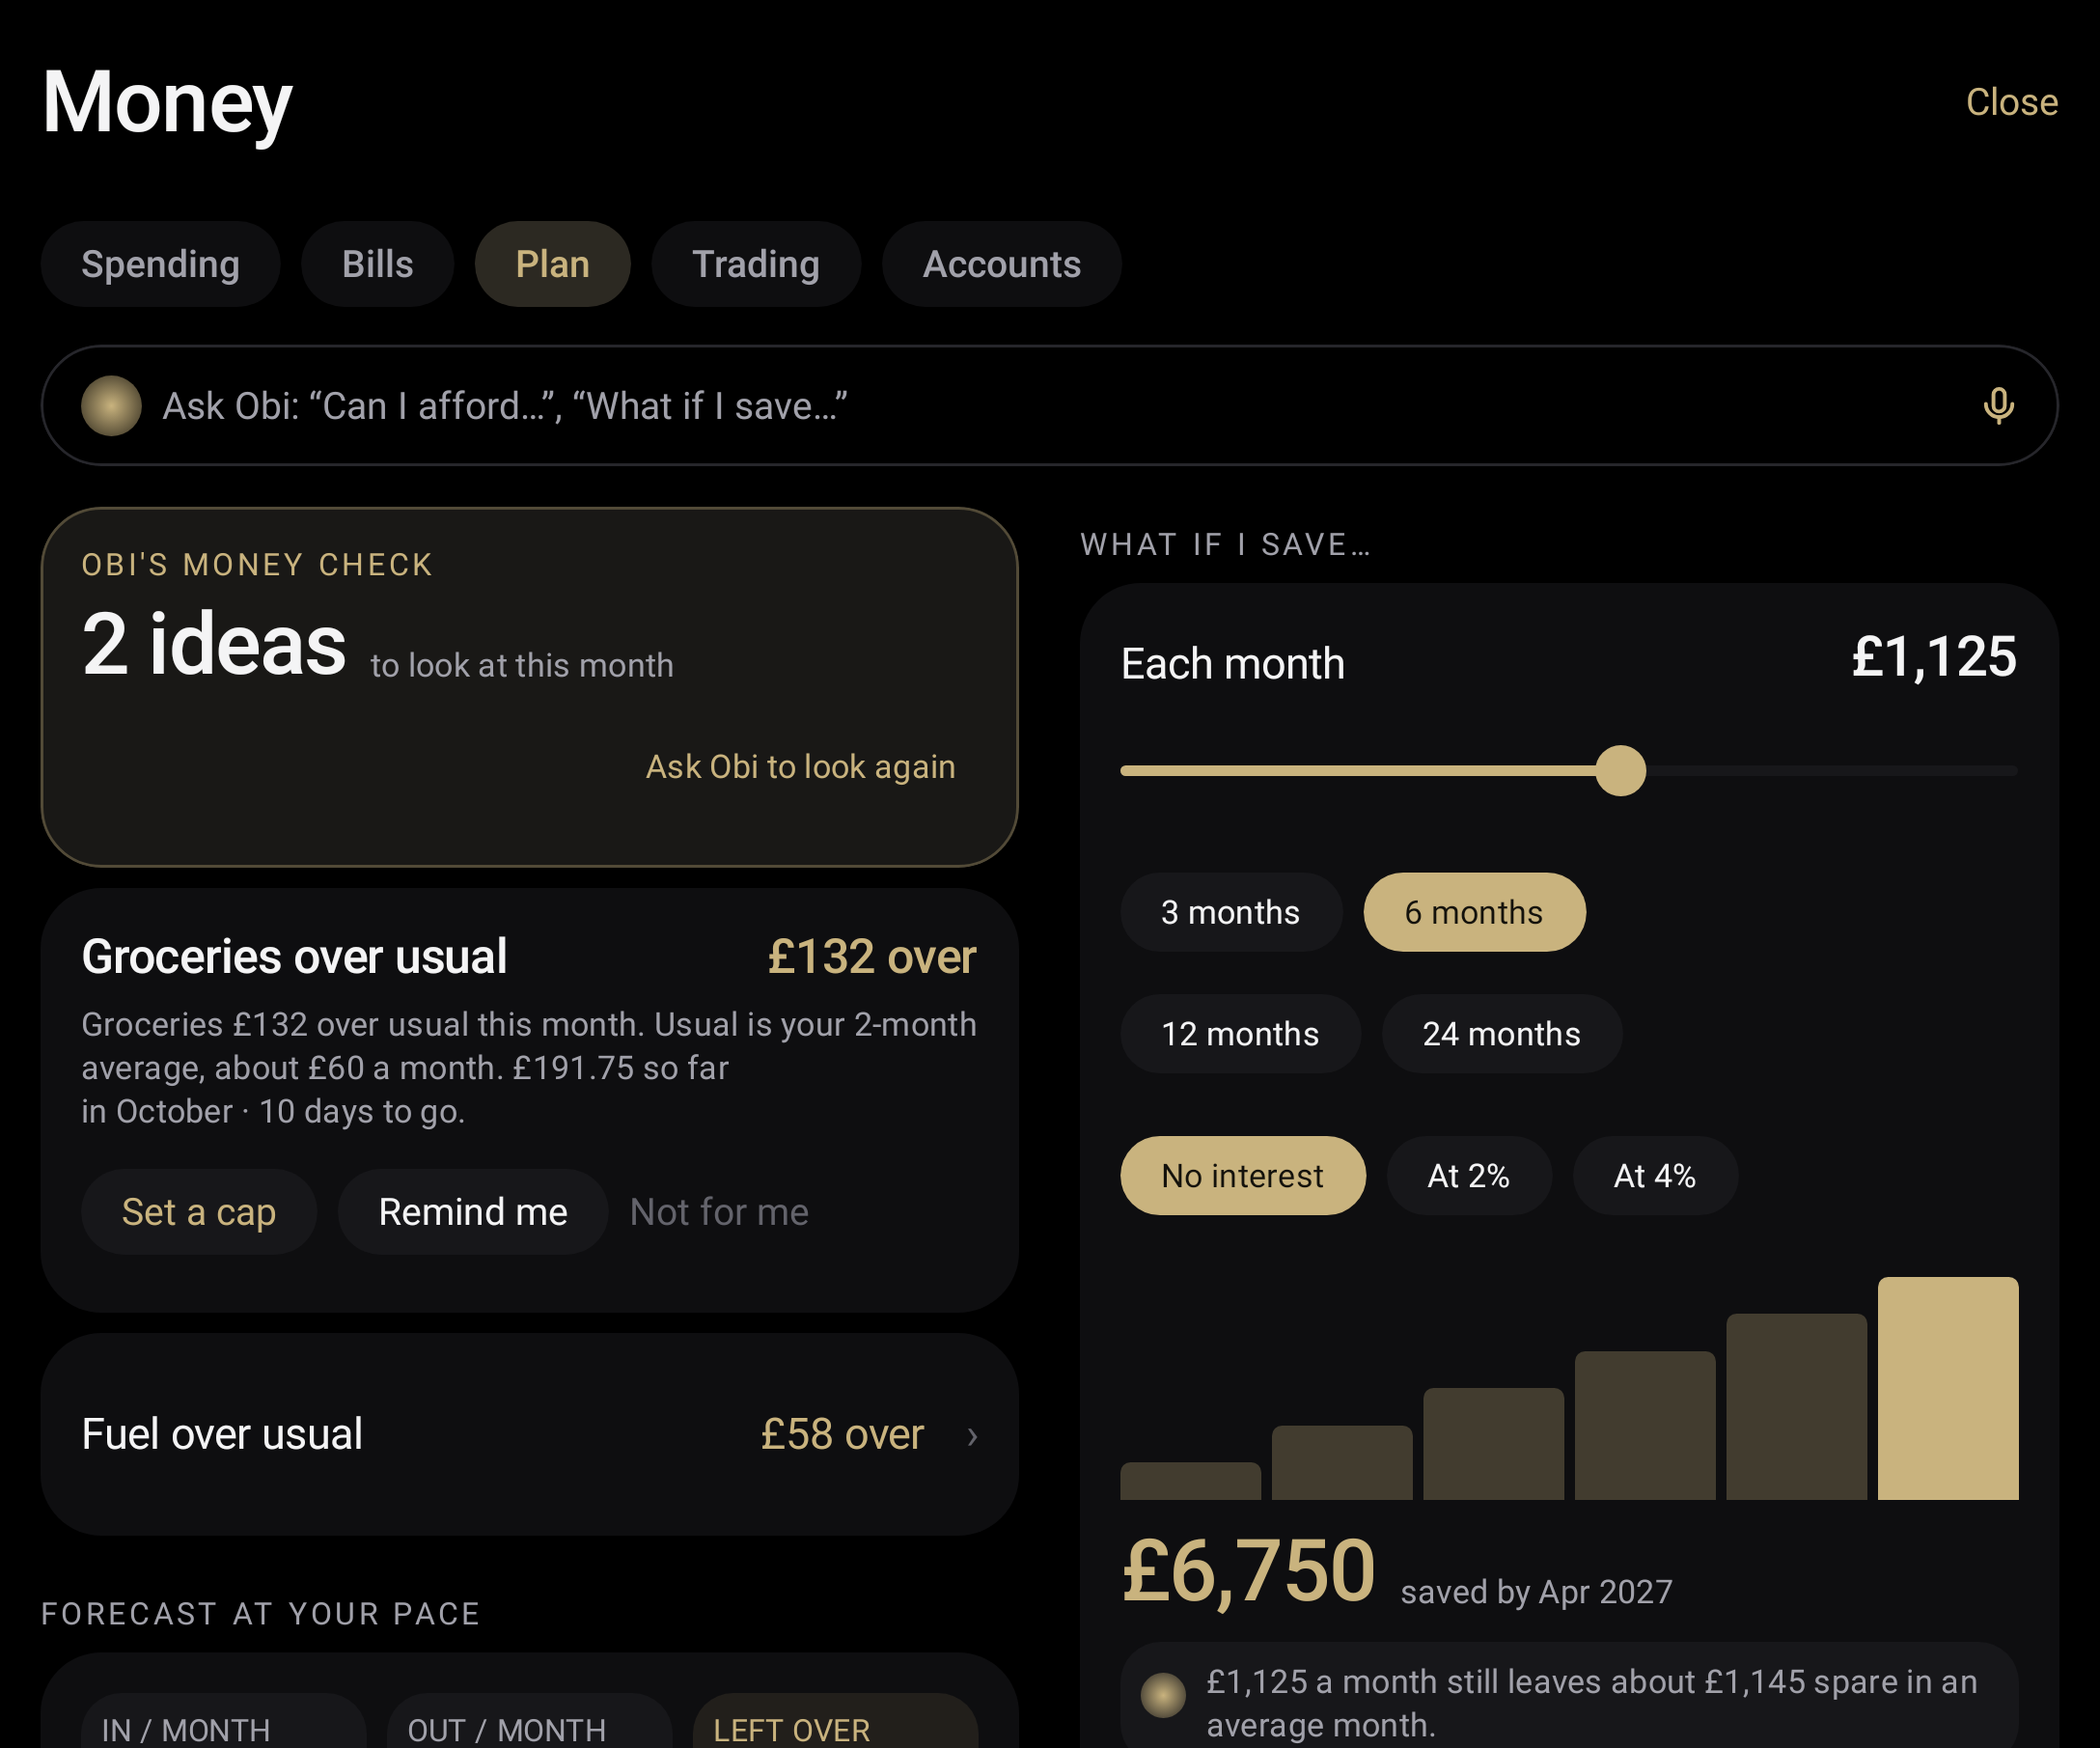 Money
Close
Spending
Bills
Plan
Trading
Accounts
Ask Obi: “Can I afford…”, “What if I save…”
OBI'S MONEY CHECK
2 ideas to look at this month
Ask Obi to look again
Groceries over usual
£132 over
Groceries £132 over usual this month. Usual is your 2-month
average, about £60 a month. £191.75 so far
in October · 10 days to go.
Set a cap
Remind me
Not for me
Fuel over usual
£58 over ›
FORECAST AT YOUR PACE
IN / MONTH
OUT / MONTH
LEFT OVER
WHAT IF I SAVE…
Each month
£1,125
3 months
6 months
12 months
24 months
No interest
At 2%
At 4%
£6,750 saved by Apr 2027
£1,125 a month still leaves about £1,145 spare in an
average month.